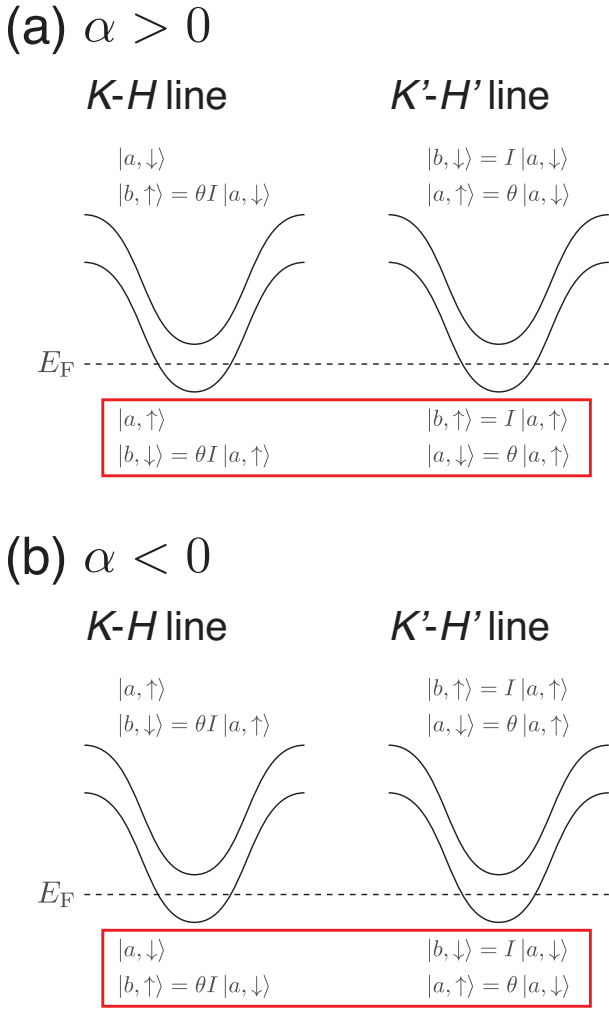 (a) α > 0
K-H line K'-H' line
|a,↓⟩ |b,↓⟩ = I |a,↓⟩
|b,↑⟩ = θI |a,↓⟩ |a,↑⟩ = θ |a,↓⟩
E_F
|a,↑⟩ |b,↑⟩ = I |a,↑⟩
|b,↓⟩ = θI |a,↑⟩ |a,↓⟩ = θ |a,↑⟩
(b) α < 0
K-H line K'-H' line
|a,↑⟩ |b,↑⟩ = I |a,↑⟩
|b,↓⟩ = θI |a,↑⟩ |a,↓⟩ = θ |a,↑⟩
E_F
|a,↓⟩ |b,↓⟩ = I |a,↓⟩
|b,↑⟩ = θI |a,↓⟩ |a,↑⟩ = θ |a,↓⟩